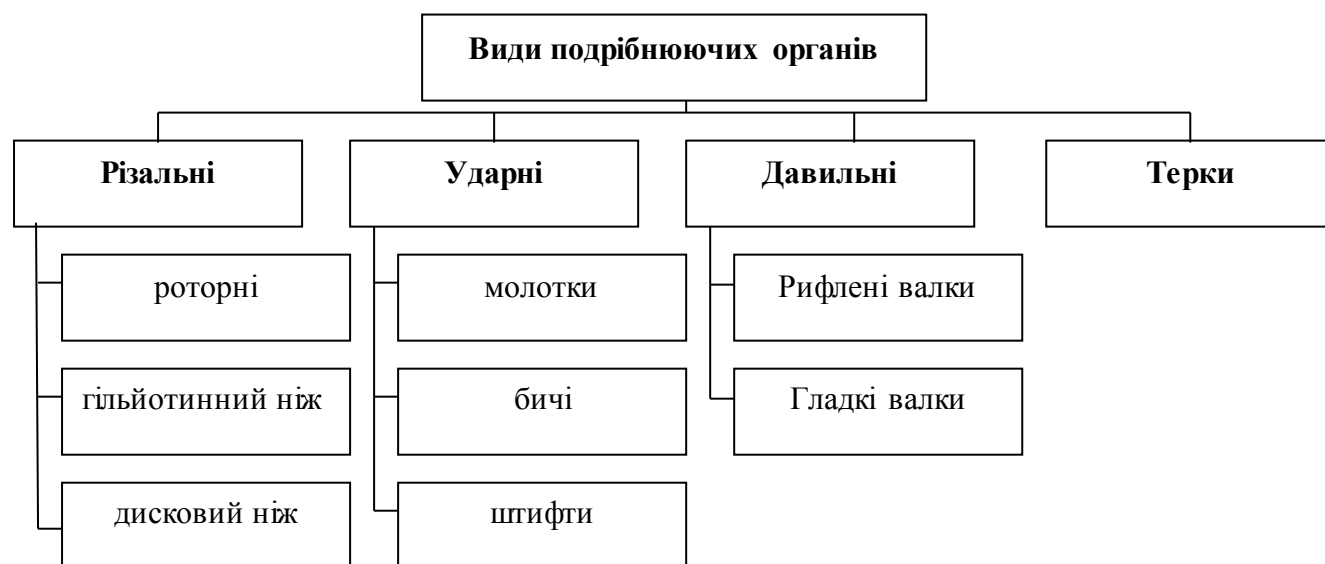 Види подрібнюючих органів
Різальні
Ударні
Давильні
Терки
роторні
молотки
Рифлені валки
гільйотинний ніж
бичі
Гладкі валки
дисковий ніж
штифти